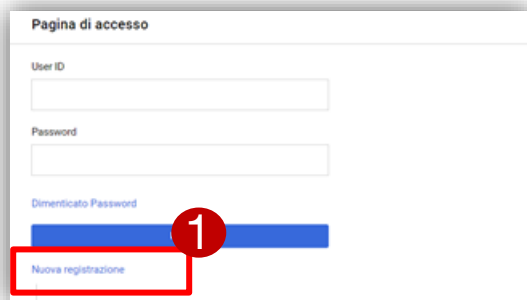 Pagina di accesso
User ID
Password
Dimenticato Password
1
Nuova registrazione